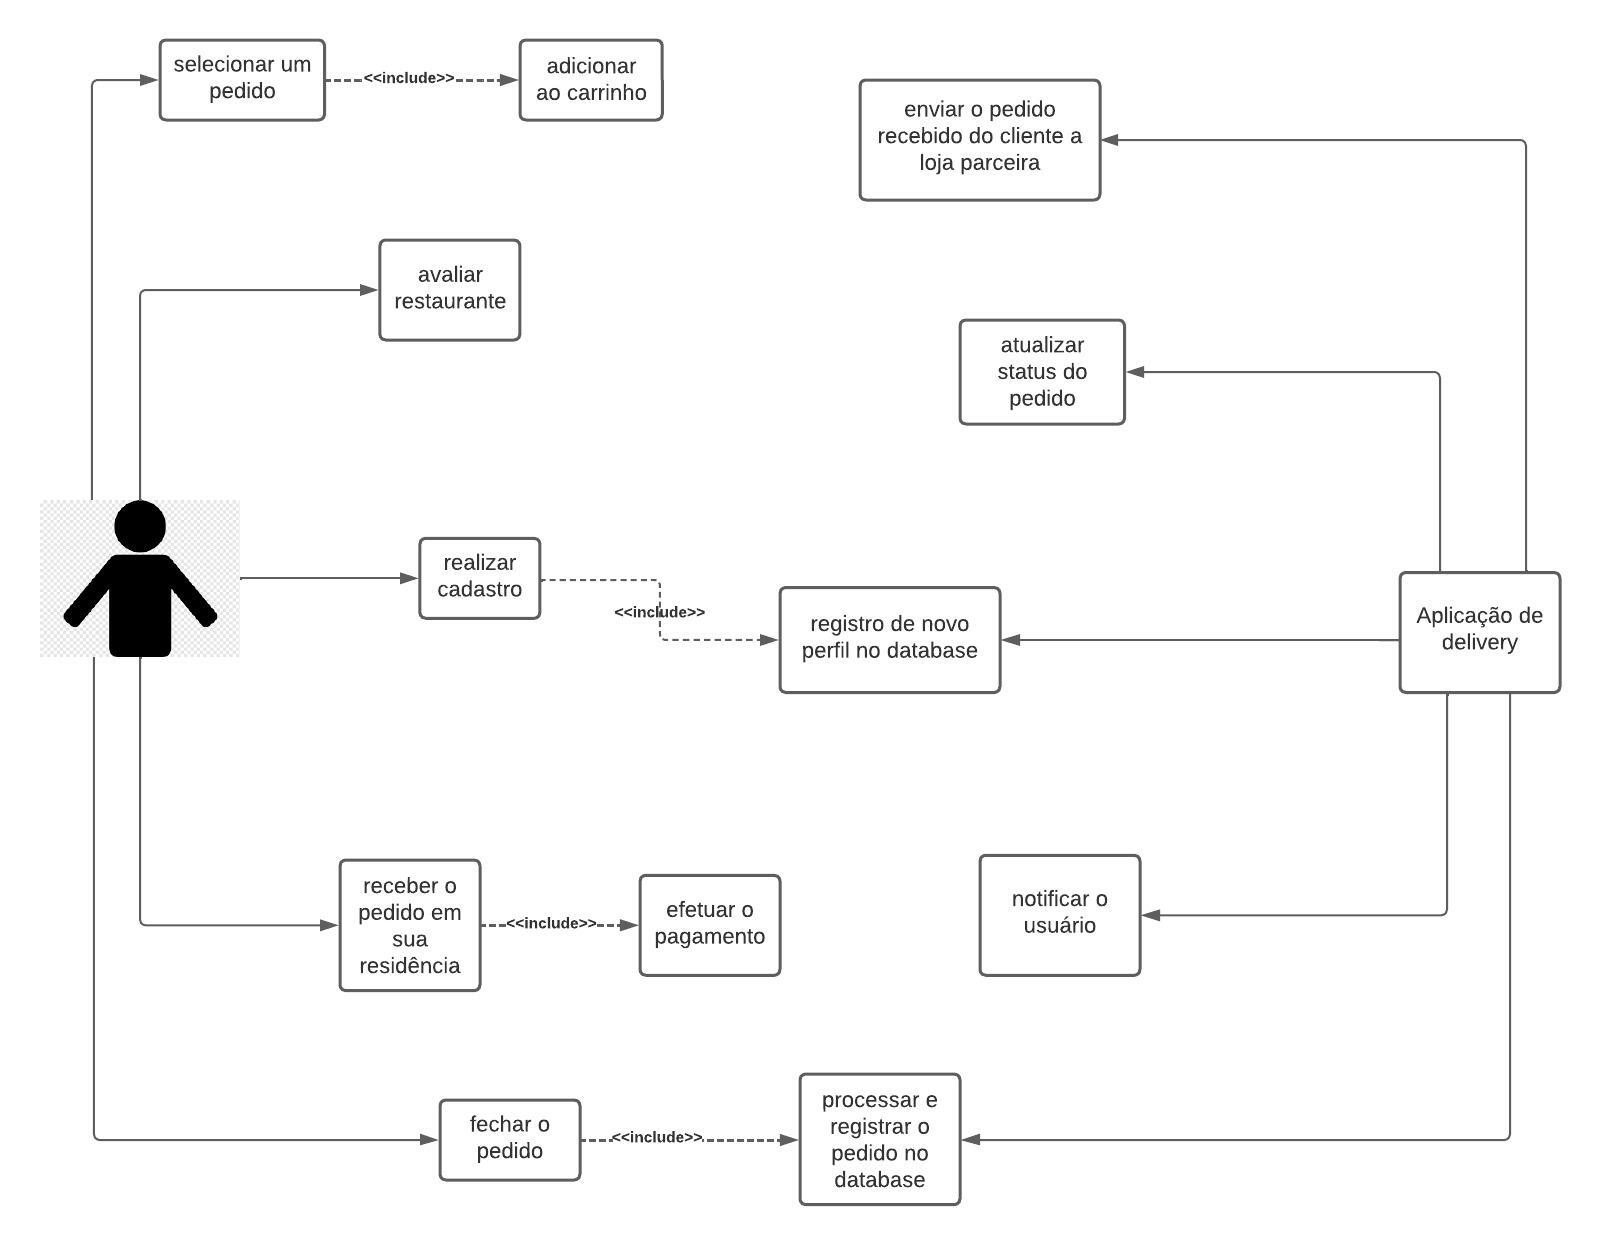 selecionar um
pedido
<<include>>
adicionar
ao carrinho
enviar o pedido
recebido do cliente a
loja parceira
avaliar
restaurante
atualizar
status do
pedido
realizar
cadastro
<<include>>
registro de novo
perfil no database
Aplicação de
delivery
receber o
pedido em
sua
residência
<<include>>
efetuar o
pagamento
notificar o
usuário
fechar o
pedido
<<include>>
processar e
registrar o
pedido no
database